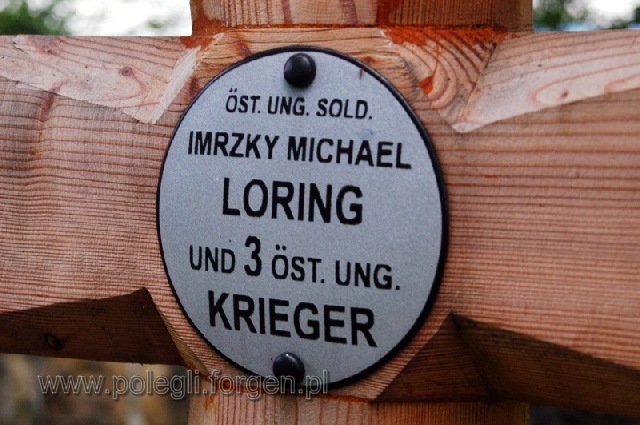 ÖST. UNG. SOLD.
IMRZKY MICHAEL
LORING
UND 3 ÖST. UNG.
KRIEGER
www.polegli.forgen.pl